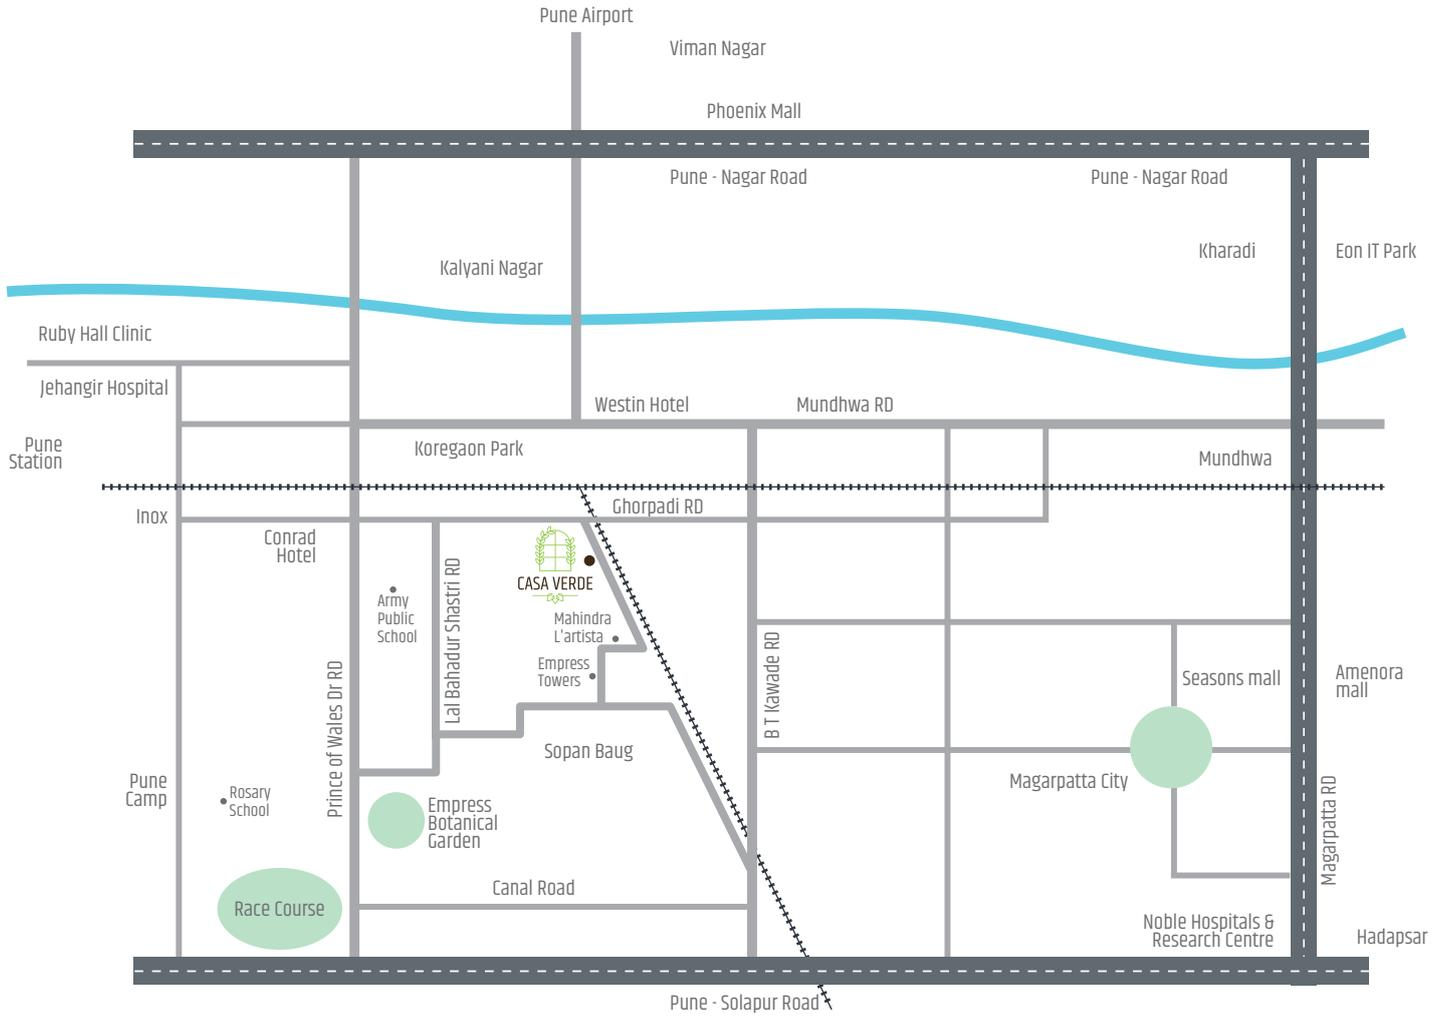 Pune Airport
Viman Nagar
Phoenix Mall
Pune - Nagar Road
Pune - Nagar Road
Kharadi
Eon IT Park
Kalyani Nagar
Ruby Hall Clinic
Jehangir Hospital
Westin Hotel
Mundhwa RD
Koregaon Park
Pune
Station
Mundhwa
Ghorpadi RD
Inox
Conrad
Hotel
CASA VERDE
Army
Public
School
Lal Bahadur Shastri RD
Mahindra
L'artista
Empress
Towers
Prince of Wales Dr RD
B T Kawade RD
Seasons mall
Amenora
mall
Sopan Baug
Pune
Camp
Rosary
School
Empress
Botanical
Garden
Magarpatta City
Magarpatta RD
Canal Road
Race Course
Noble Hospitals &
Research Centre
Hadapsar
Pune - Solapur Road